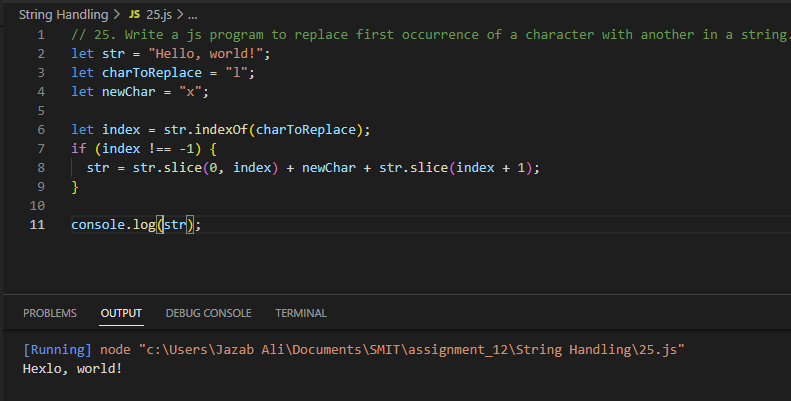 String Handling > JS 25.js > ...
1 // 25. Write a js program to replace first occurrence of a character with another in a string.
2 let str = "Hello, world!";
3 let charToReplace = "l";
4 let newChar = "x";
5
6 let index = str.indexOf(charToReplace);
7 if (index !== -1) {
8   str = str.slice(0, index) + newChar + str.slice(index + 1);
9 }
10
11 console.log(str);
PROBLEMS OUTPUT DEBUG CONSOLE TERMINAL
[Running] node "c:\Users\Jazab Ali\Documents\SMIT\assignment_12\String Handling\25.js"
Hexlo, world!